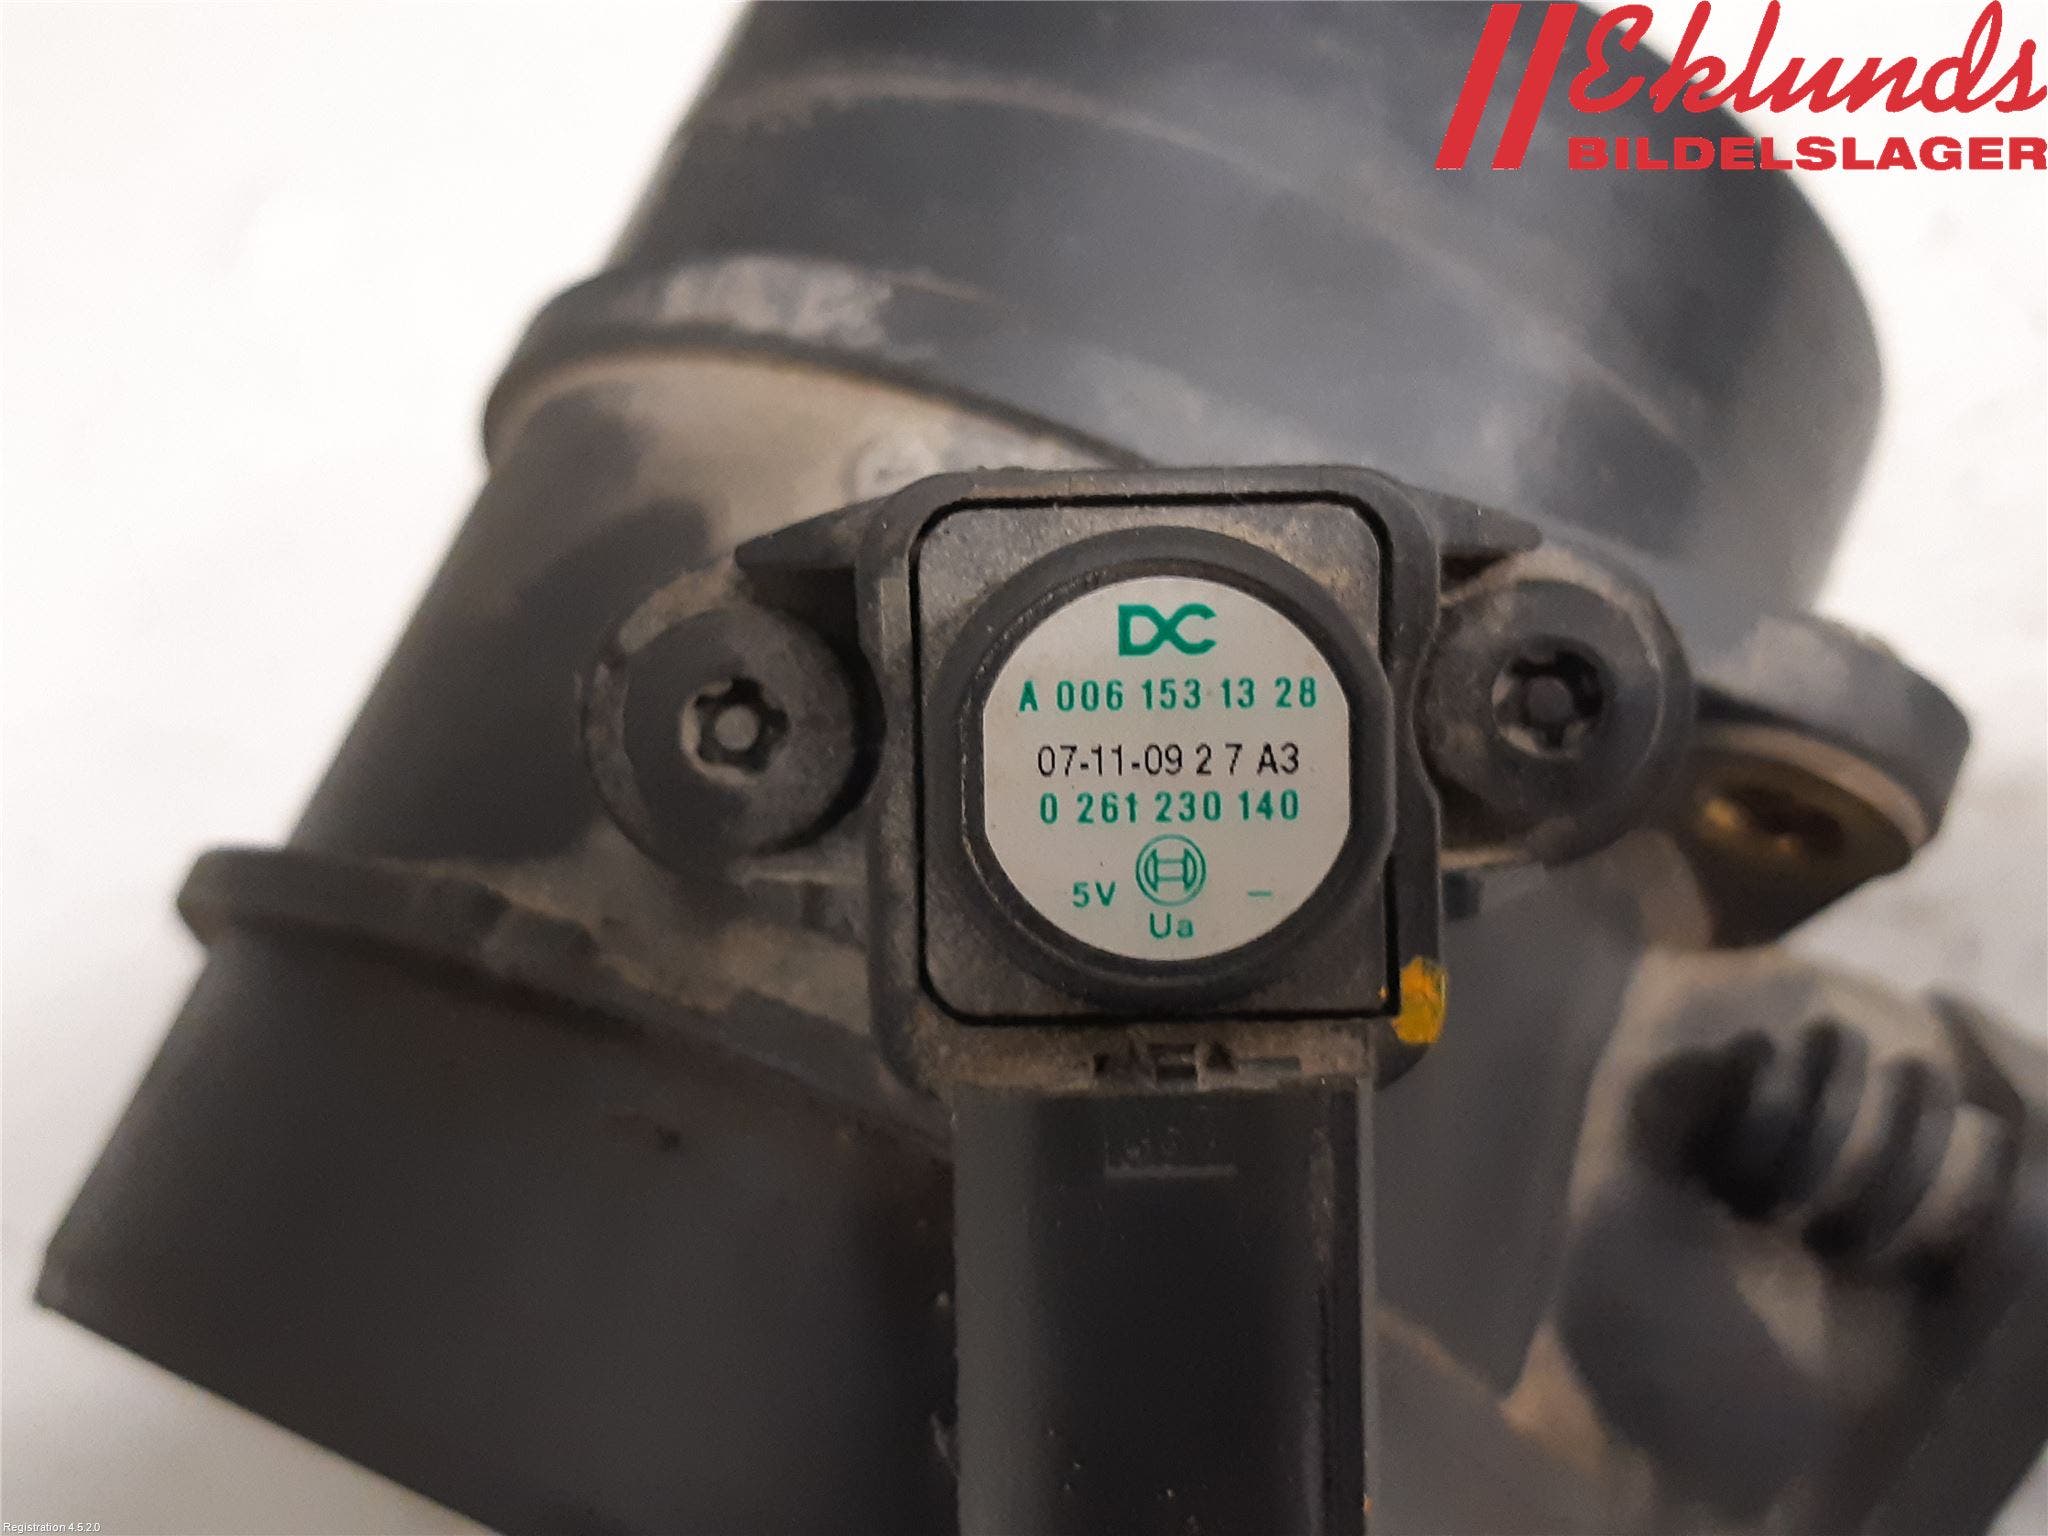 Eklunds
BILDELSLAGER
DC
A 006 153 13 28
07-11-09 2 7 A3
0 261 230 140
5V -
Ua
Registration 4.5.2.0